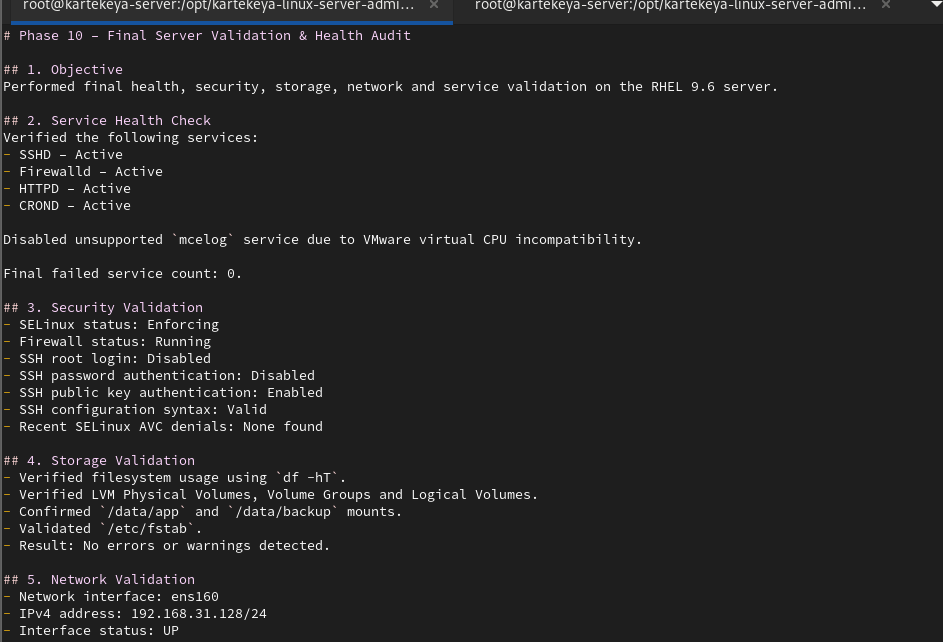 root@kartekeya-server:/opt/kartekeya-linux-server-admi... × root@kartekeya-server:/opt/kartekeya-linux-server-admi... ×
# Phase 10 – Final Server Validation & Health Audit
## 1. Objective
Performed final health, security, storage, network and service validation on the RHEL 9.6 server.
## 2. Service Health Check
Verified the following services:
- SSHD – Active
- Firewalld – Active
- HTTPD – Active
- CROND – Active
Disabled unsupported `mcelog` service due to VMware virtual CPU incompatibility.
Final failed service count: 0.
## 3. Security Validation
- SELinux status: Enforcing
- Firewall status: Running
- SSH root login: Disabled
- SSH password authentication: Disabled
- SSH public key authentication: Enabled
- SSH configuration syntax: Valid
- Recent SELinux AVC denials: None found
## 4. Storage Validation
- Verified filesystem usage using `df -hT`.
- Verified LVM Physical Volumes, Volume Groups and Logical Volumes.
- Confirmed `/data/app` and `/data/backup` mounts.
- Validated `/etc/fstab`.
- Result: No errors or warnings detected.
## 5. Network Validation
- Network interface: ens160
- IPv4 address: 192.168.31.128/24
- Interface status: UP